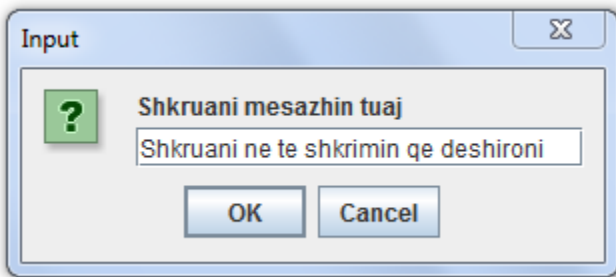 Input
Shkruani mesazhin tuaj
Shkruani ne te shkrimin qe deshironi
OK Cancel